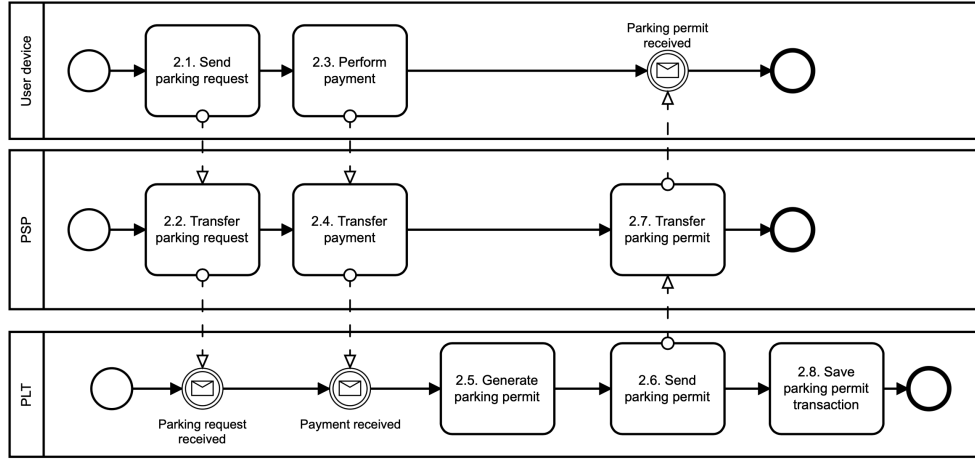 User device
2.1. Send
parking request
2.3. Perform
payment
Parking permit
received
PSP
2.2. Transfer
parking request
2.4. Transfer
payment
2.7. Transfer
parking permit
PLT
Parking request
received
Payment received
2.5. Generate
parking permit
2.6. Send
parking permit
2.8. Save
parking permit
transaction